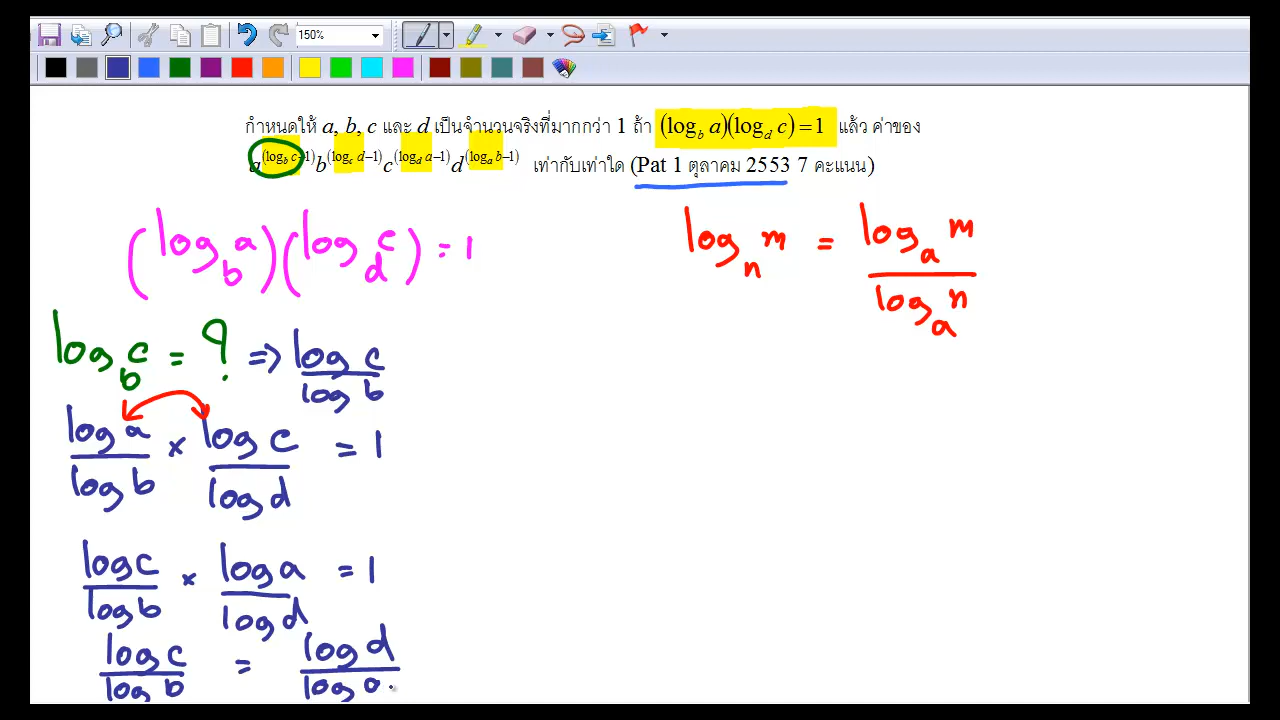 150%
กำหนดให้ a, b, c และ d เป็นจำนวนจริงที่มากกว่า 1 ถ้า (log_b a)(log_d c) = 1 แล้ว ค่าของ
a^(log_b c−1) b^(log_c d−1) c^(log_d a−1) d^(log_a b−1) เท่ากับเท่าใด (Pat 1 ตุลาคม 2553 7 คะแนน)
(log_b a)(log_d c) = 1
log_n m = log_a m / log_a n
log_b c = ? ⇒ log c / log b
log a / log b × log c / log d = 1
log c / log b × log a / log d = 1
log c / log b = log d / log a